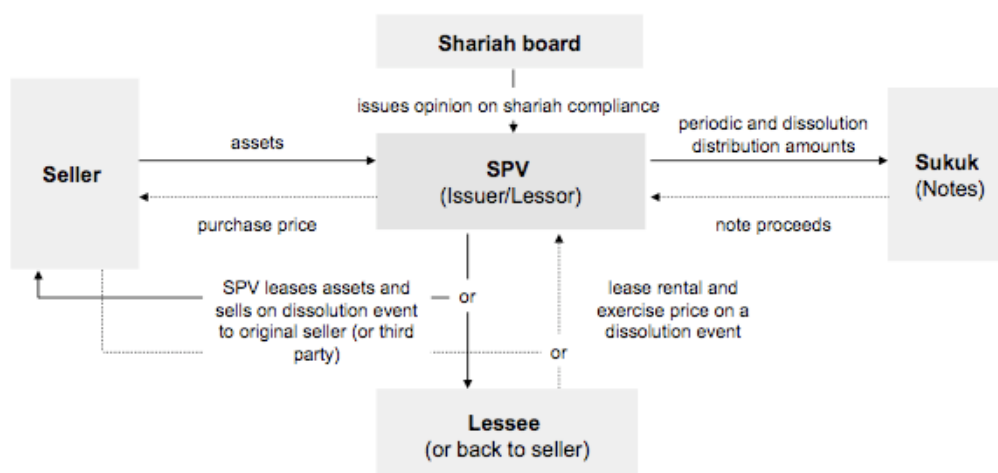 Shariah board
issues opinion on shariah compliance
Seller
assets
purchase price
SPV
(Issuer/Lessor)
periodic and dissolution
distribution amounts
note proceeds
Sukuk
(Notes)
SPV leases assets and
sells on dissolution event
to original seller (or third
party)
or
lease rental and
exercise price on a
dissolution event
or
Lessee
(or back to seller)